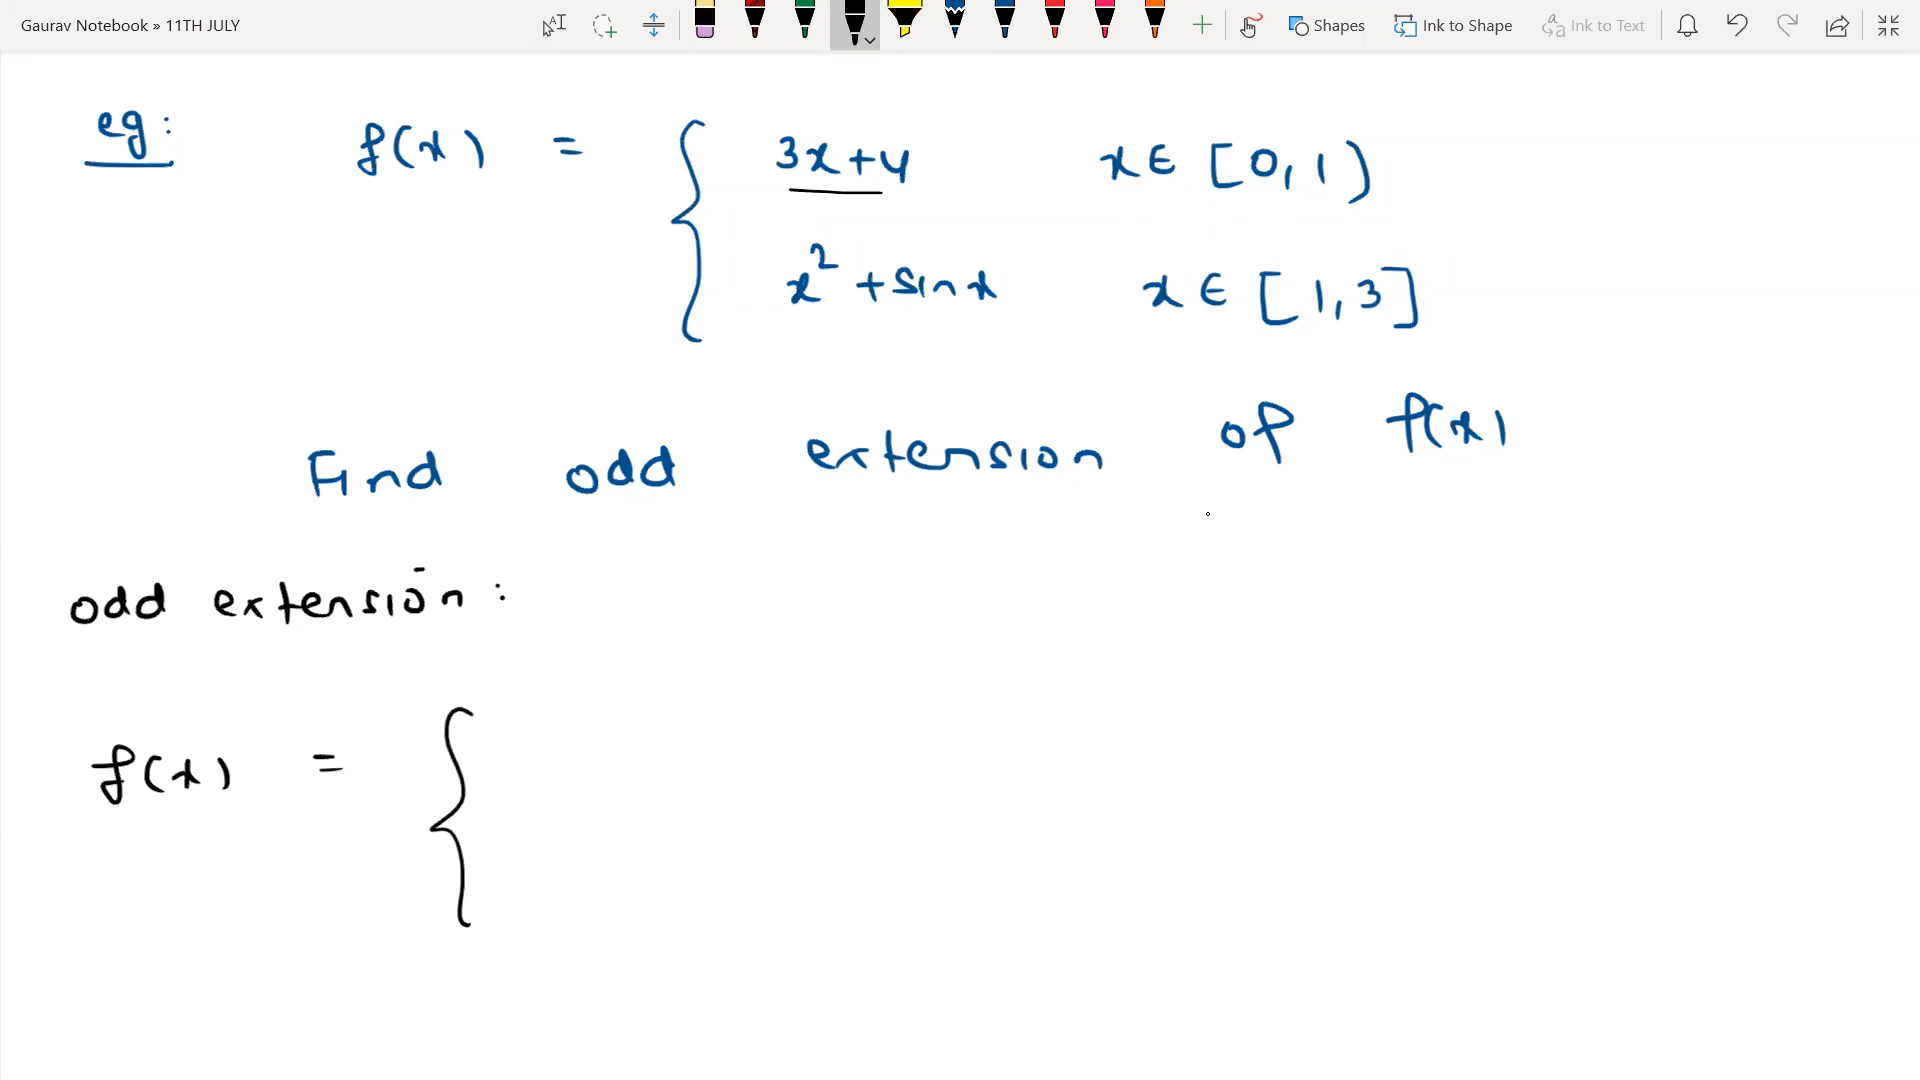 Gaurav Notebook » 11TH JULY
Shapes
Ink to Shape
Ink to Text
eg: f(x) = { 3x+4 x ∈ [0,1)
x² + sinx x ∈ [1,3]
Find odd extension of f(x)
odd extension:
f(x) = {